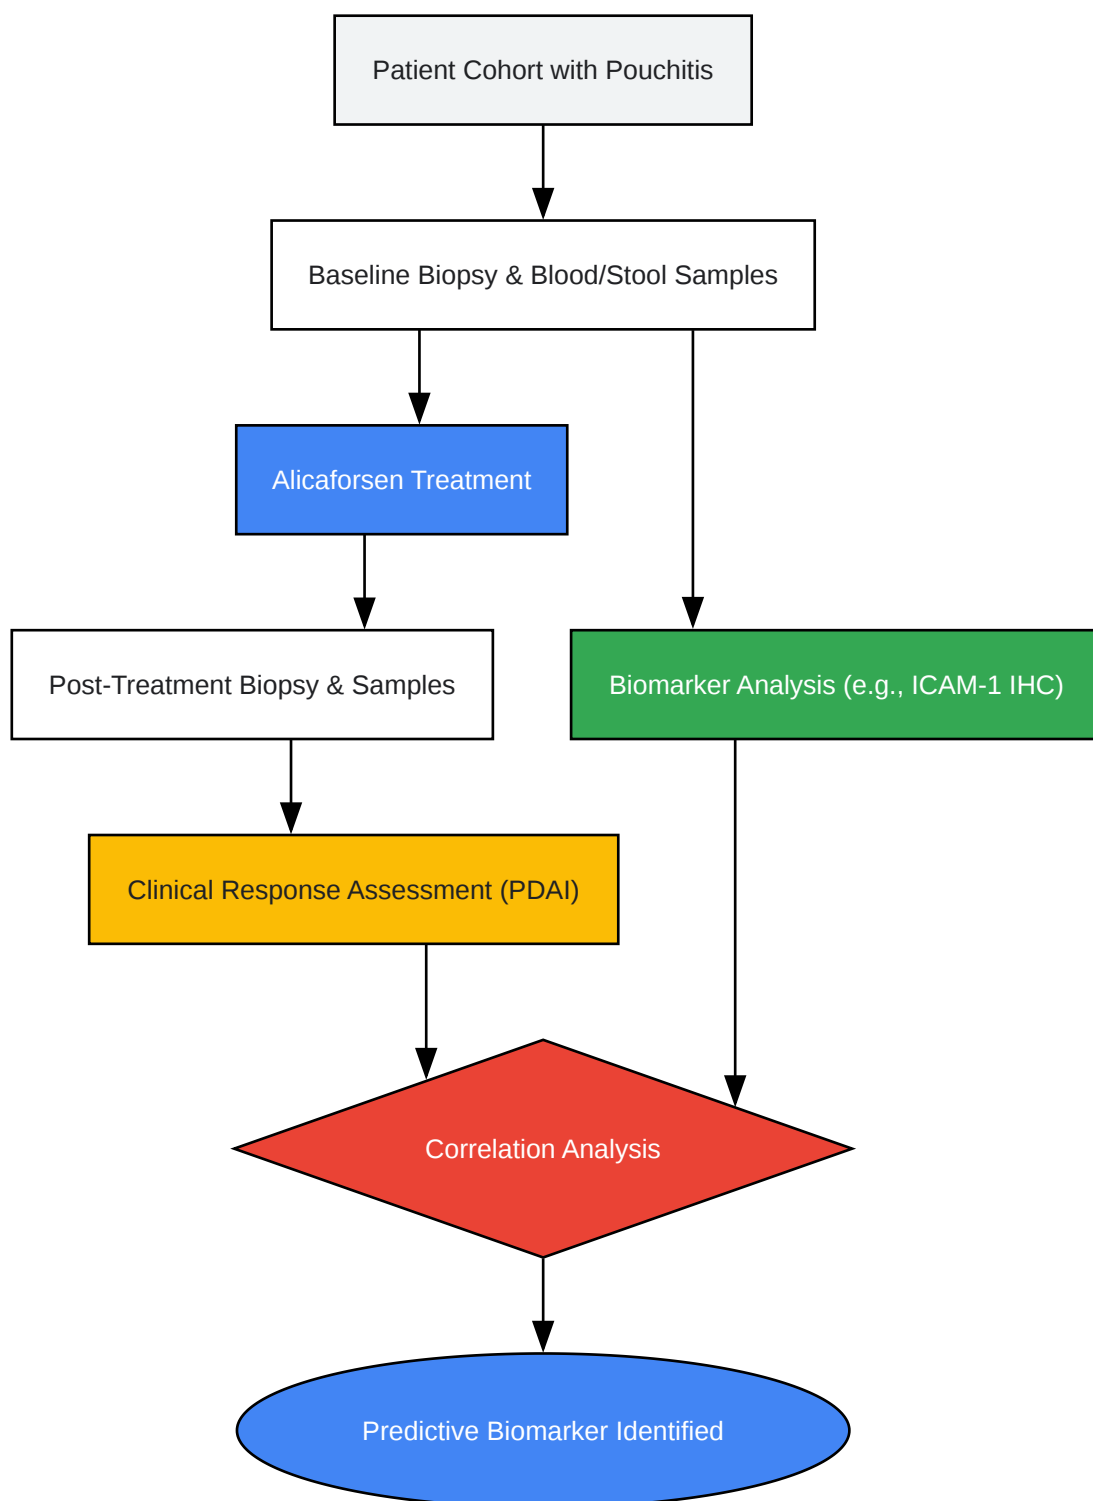 Patient Cohort with Pouchitis
Baseline Biopsy & Blood/Stool Samples
Alicaforsen Treatment
Post-Treatment Biopsy & Samples
Biomarker Analysis (e.g., ICAM-1 IHC)
Clinical Response Assessment (PDAI)
Correlation Analysis
Predictive Biomarker Identified